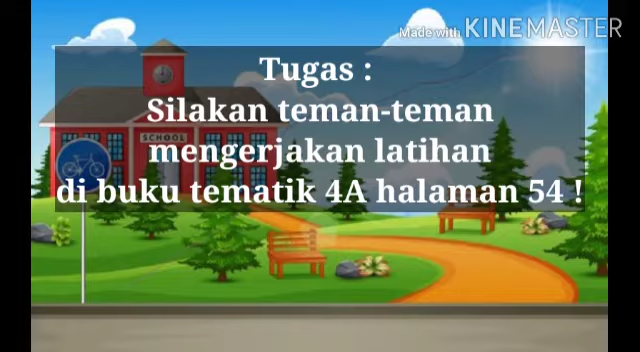 Made with KINEMASTER
Tugas :
Silakan teman-teman
mengerjakan latihan
di buku tematik 4A halaman 54 !
SCHOOL